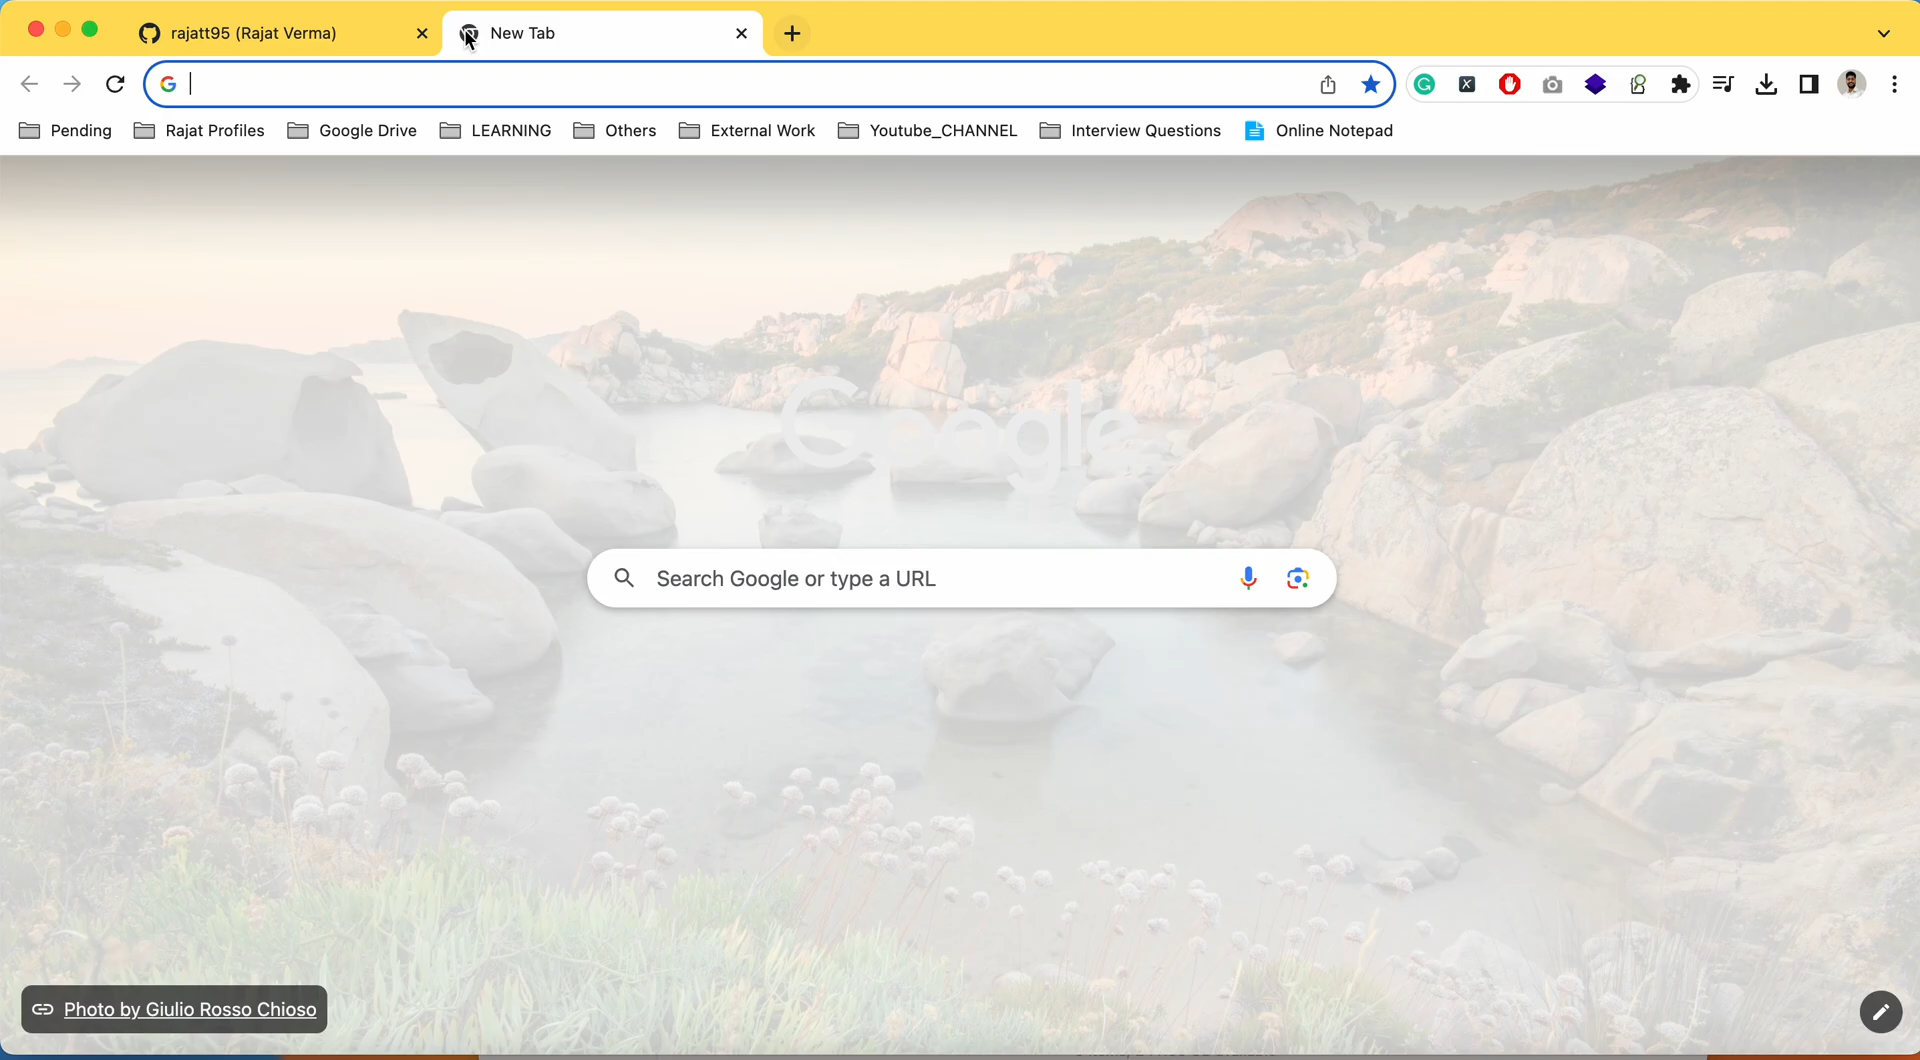 rajatt95 (Rajat Verma)
New Tab
Pending
Rajat Profiles
Google Drive
LEARNING
Others
External Work
Youtube_CHANNEL
Interview Questions
Online Notepad
Google
Search Google or type a URL
Photo by Giulio Rosso Chioso